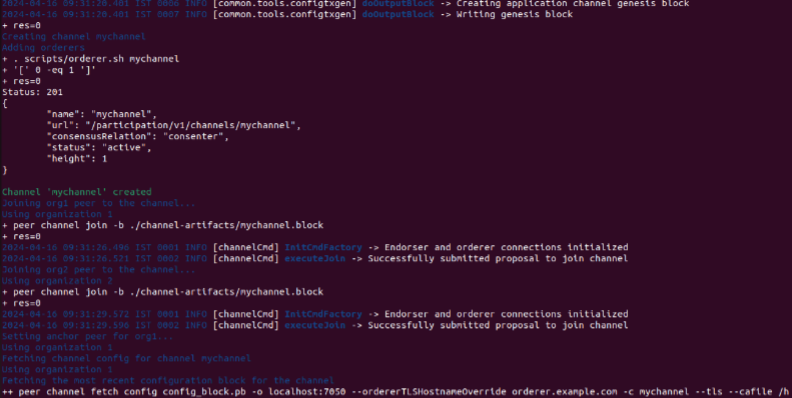 2024-04-16 09:31:20.401 IST 0006 INFO [common.tools.configtxgen] doOutputBlock -> Creating application channel genesis block
2024-04-16 09:31:20.401 IST 0007 INFO [common.tools.configtxgen] doOutputBlock -> Writing genesis block
+ res=0
Creating channel mychannel
Adding orderers
+ . scripts/orderer.sh mychannel
+ '[' 0 -eq 1 ']'
+ res=0
Status: 201
{
        "name": "mychannel",
        "url": "/participation/v1/channels/mychannel",
        "consensusRelation": "consenter",
        "status": "active",
        "height": 1
}
Channel 'mychannel' created
Joining org1 peer to the channel...
Using organization 1
+ peer channel join -b ./channel-artifacts/mychannel.block
+ res=0
2024-04-16 09:31:26.496 IST 0001 INFO [channelCmd] InitCmdFactory -> Endorser and orderer connections initialized
2024-04-16 09:31:26.521 IST 0002 INFO [channelCmd] executeJoin -> Successfully submitted proposal to join channel
Joining org2 peer to the channel...
Using organization 2
+ peer channel join -b ./channel-artifacts/mychannel.block
+ res=0
2024-04-16 09:31:29.572 IST 0001 INFO [channelCmd] InitCmdFactory -> Endorser and orderer connections initialized
2024-04-16 09:31:29.596 IST 0002 INFO [channelCmd] executeJoin -> Successfully submitted proposal to join channel
Setting anchor peer for org1...
Using organization 1
Fetching channel config for channel mychannel
Using organization 1
Fetching the most recent configuration block for the channel
++ peer channel fetch config config_block.pb -o localhost:7050 --ordererTLSHostnameOverride orderer.example.com -c mychannel --tls --cafile /h